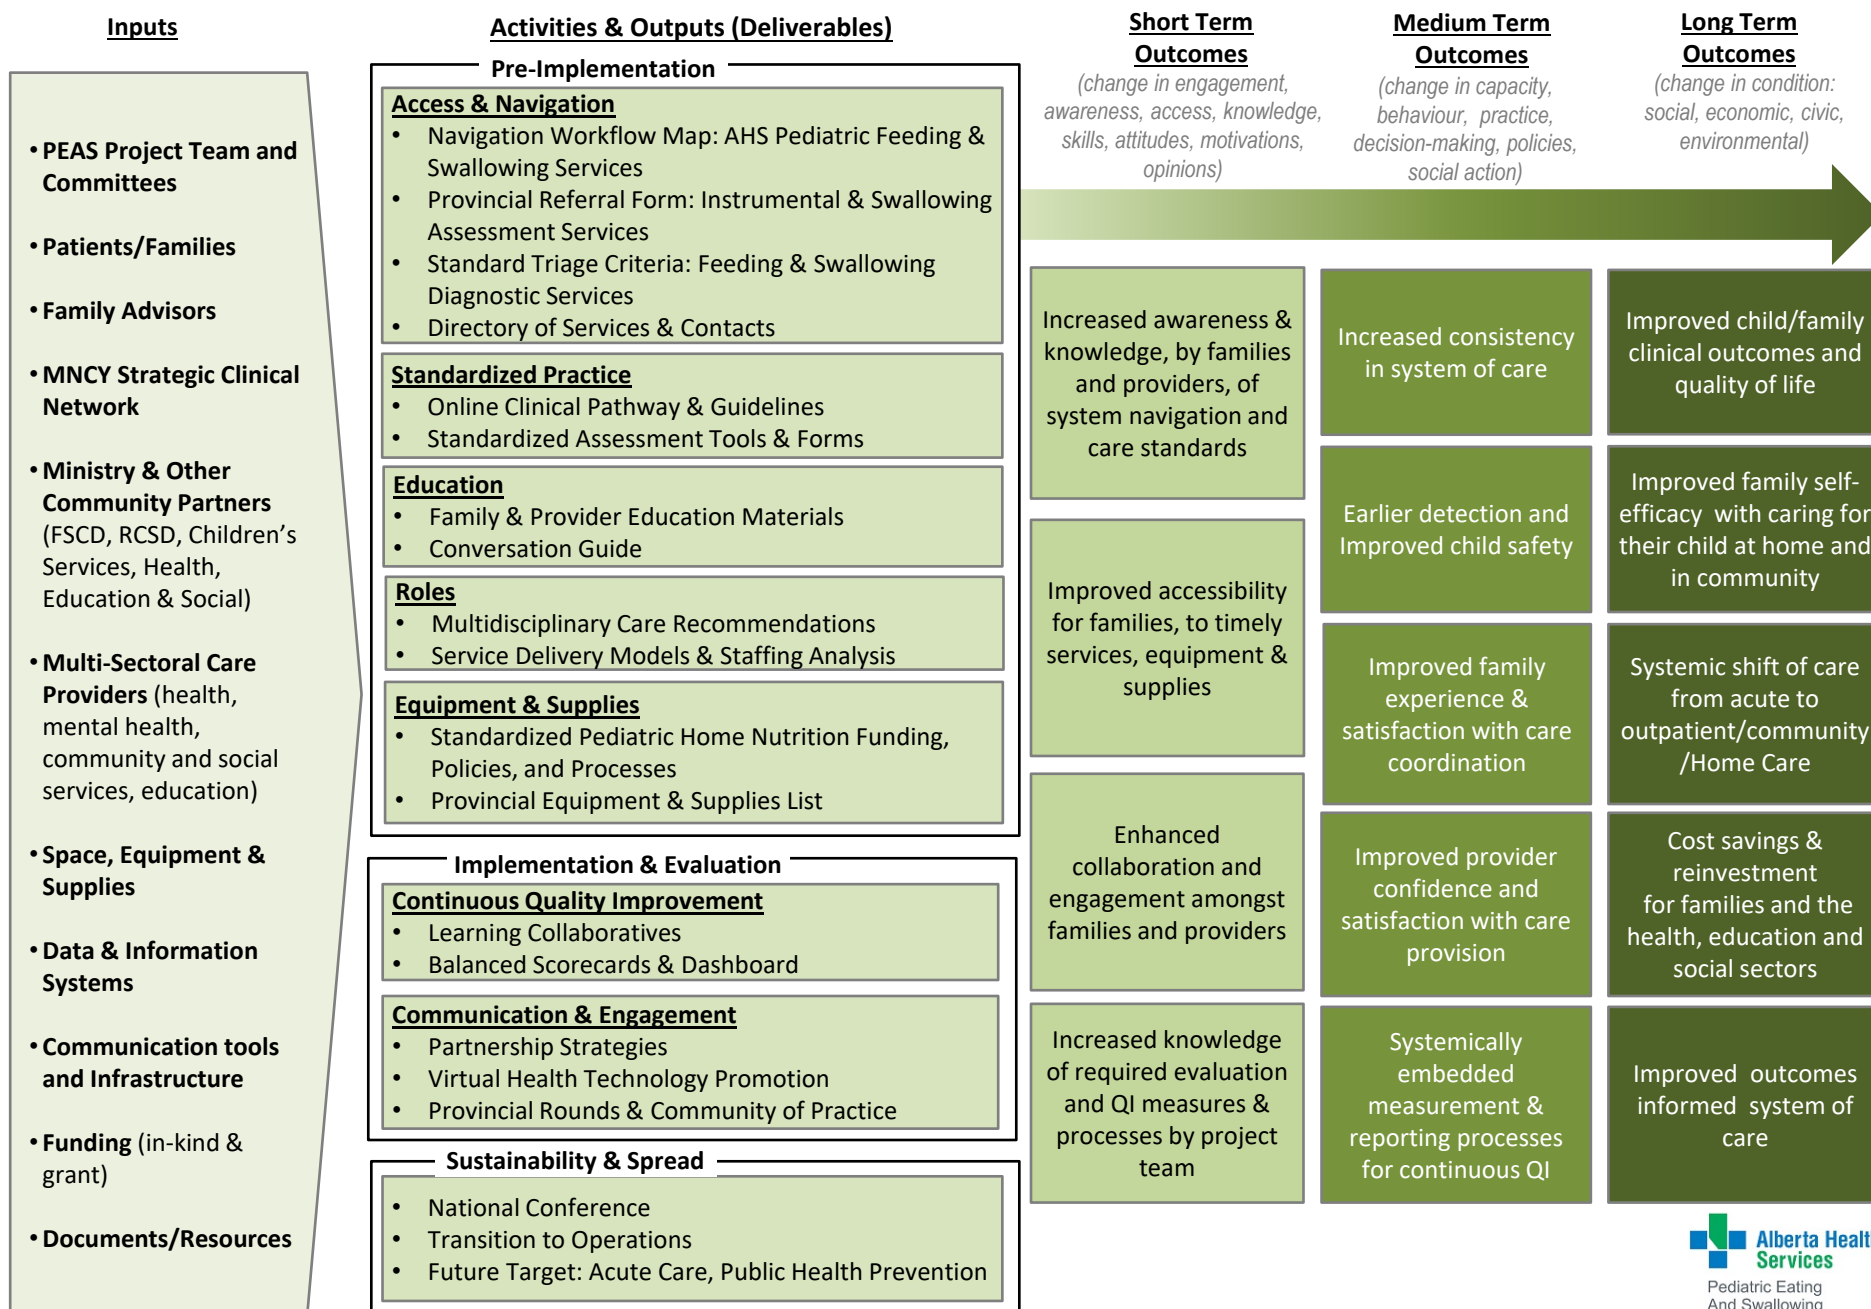 Inputs
• PEAS Project Team and
Committees
• Patients/Families
• Family Advisors
• MNCY Strategic Clinical
Network
• Ministry & Other
Community Partners
(FSCD, RCSD, Children's
Services, Health,
Education & Social)
• Multi-Sectoral Care
Providers (health,
mental health,
community and social
services, education)
• Space, Equipment &
Supplies
• Data & Information
Systems
• Communication tools
and Infrastructure
• Funding (in-kind &
grant)
• Documents/Resources
Activities & Outputs (Deliverables)
Pre-Implementation
Access & Navigation
• Navigation Workflow Map: AHS Pediatric Feeding &
Swallowing Services
• Provincial Referral Form: Instrumental & Swallowing
Assessment Services
• Standard Triage Criteria: Feeding & Swallowing
Diagnostic Services
• Directory of Services & Contacts
Standardized Practice
• Online Clinical Pathway & Guidelines
• Standardized Assessment Tools & Forms
Education
• Family & Provider Education Materials
• Conversation Guide
Roles
• Multidisciplinary Care Recommendations
• Service Delivery Models & Staffing Analysis
Equipment & Supplies
• Standardized Pediatric Home Nutrition Funding,
Policies, and Processes
• Provincial Equipment & Supplies List
Implementation & Evaluation
Continuous Quality Improvement
• Learning Collaboratives
• Balanced Scorecards & Dashboard
Communication & Engagement
• Partnership Strategies
• Virtual Health Technology Promotion
• Provincial Rounds & Community of Practice
Sustainability & Spread
• National Conference
• Transition to Operations
• Future Target: Acute Care, Public Health Prevention
Short Term
Outcomes
(change in engagement,
awareness, access, knowledge,
skills, attitudes, motivations,
opinions)
Increased awareness &
knowledge, by families
and providers, of
system navigation and
care standards
Improved accessibility
for families, to timely
services, equipment &
supplies
Enhanced
collaboration and
engagement amongst
families and providers
Increased knowledge
of required evaluation
and QI measures &
processes by project
team
Medium Term
Outcomes
(change in capacity,
behaviour, practice,
decision-making, policies,
social action)
Increased consistency
in system of care
Earlier detection and
Improved child safety
Improved family
experience &
satisfaction with care
coordination
Improved provider
confidence and
satisfaction with care
provision
Systemically
embedded
measurement &
reporting processes
for continuous QI
Long Term
Outcomes
(change in condition:
social, economic, civic,
environmental)
Improved child/family
clinical outcomes and
quality of life
Improved family self-
efficacy with caring for
their child at home and
in community
Systemic shift of care
from acute to
outpatient/community
/Home Care
Cost savings &
reinvestment
for families and the
health, education and
social sectors
Improved outcomes
informed system of
care
Alberta Healt
Services
Pediatric Eating
And Swallowing